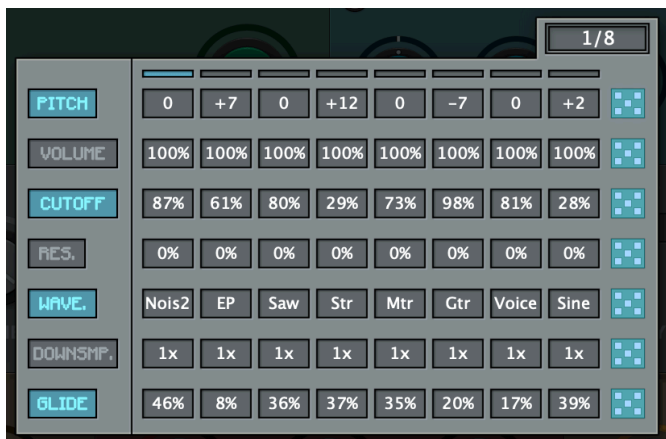 1/8
PITCH 0 +7 0 +12 0 -7 0 +2
VOLUME 100% 100% 100% 100% 100% 100% 100% 100%
CUTOFF 87% 61% 80% 29% 73% 98% 81% 28%
RES. 0% 0% 0% 0% 0% 0% 0% 0%
WAVE. Nois2 EP Saw Str Mtr Gtr Voice Sine
DOWNSMP. 1x 1x 1x 1x 1x 1x 1x 1x
GLIDE 46% 8% 36% 37% 35% 20% 17% 39%